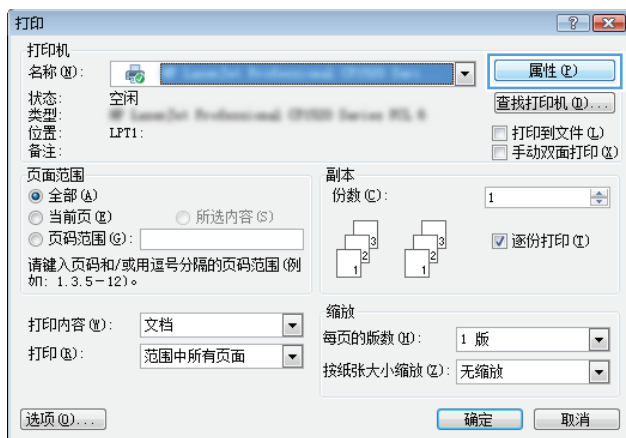 打印
打印机
名称(N):
属性(P)
状态: 空闲
查找打印机(D)...
类型:
位置: LPT1:
打印到文件(L)
备注:
手动双面打印(X)
页面范围
全部(A)
当前页(E) 所选内容(S)
页码范围(G):
请键入页码和/或用逗号分隔的页码范围(例
如: 1.3.5-12)。
副本
份数(C): 1
逐份打印(T)
1 2 3 1 2 3
打印内容(W): 文档
打印(R): 范围中所有页面
缩放
每页的版数(H): 1 版
按纸张大小缩放(Z): 无缩放
选项(O)... 确定 取消